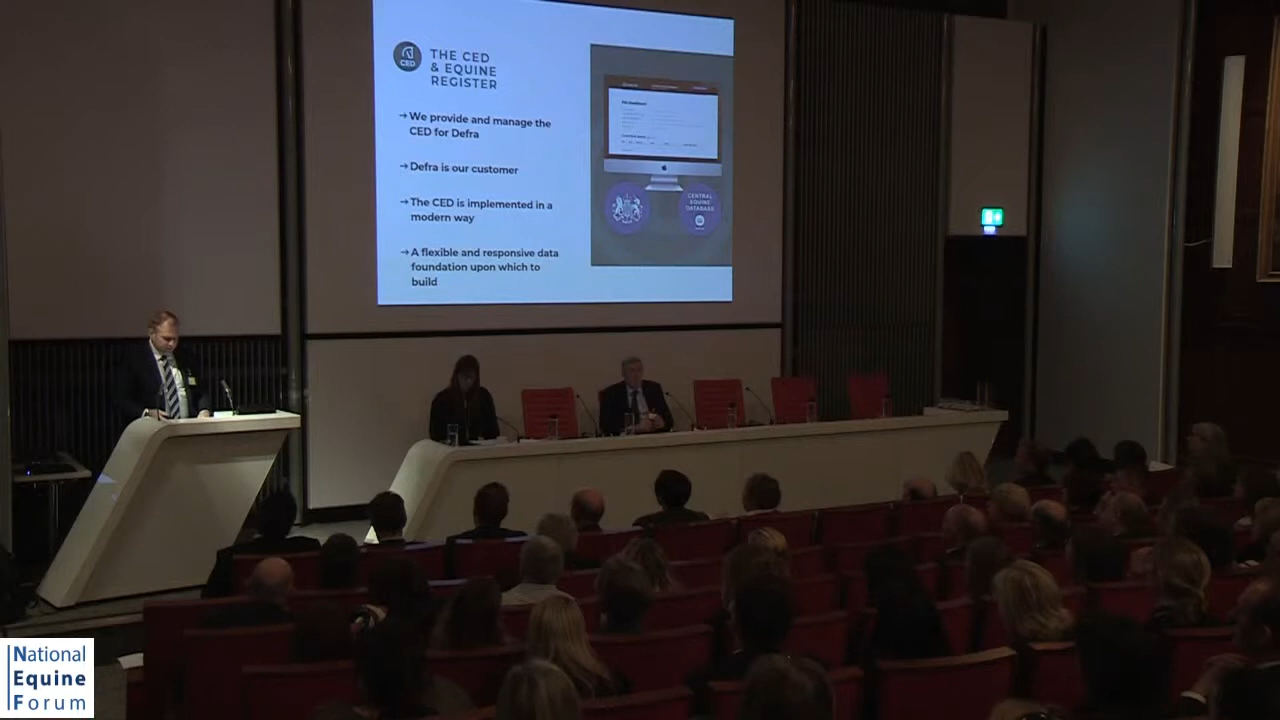 CED
THE CED
& EQUINE
REGISTER
→ We provide and manage the
CED for Defra
→ Defra is our customer
→ The CED is implemented in a
modern way
→ A flexible and responsive data
foundation upon which to
build
CENTRAL
EQUINE
DATABASE
National
Equine
Forum